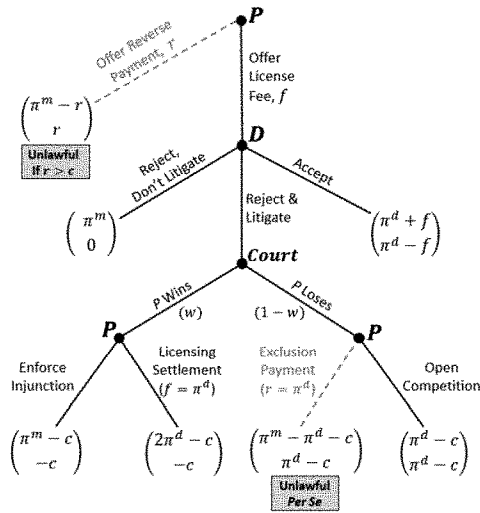 P
Offer Reverse
Payment, r
Offer
License
Fee, f
(π^m − r)
(r)
Unlawful
If r > c
D
Reject,
Don't Litigate
Accept
Reject &
Litigate
(π^m)
(0)
(π^d + f)
(π^d − f)
Court
P Wins
(w)
P Loses
(1 − w)
P
P
Enforce
Injunction
Licensing
Settlement
(f = π^d)
Exclusion
Payment
(r = π^d)
Open
Competition
(π^m − c)
(−c)
(2π^d − c)
(−c)
(π^m − π^d − c)
(π^d − c)
(π^d − c)
(π^d − c)
Unlawful
Per Se